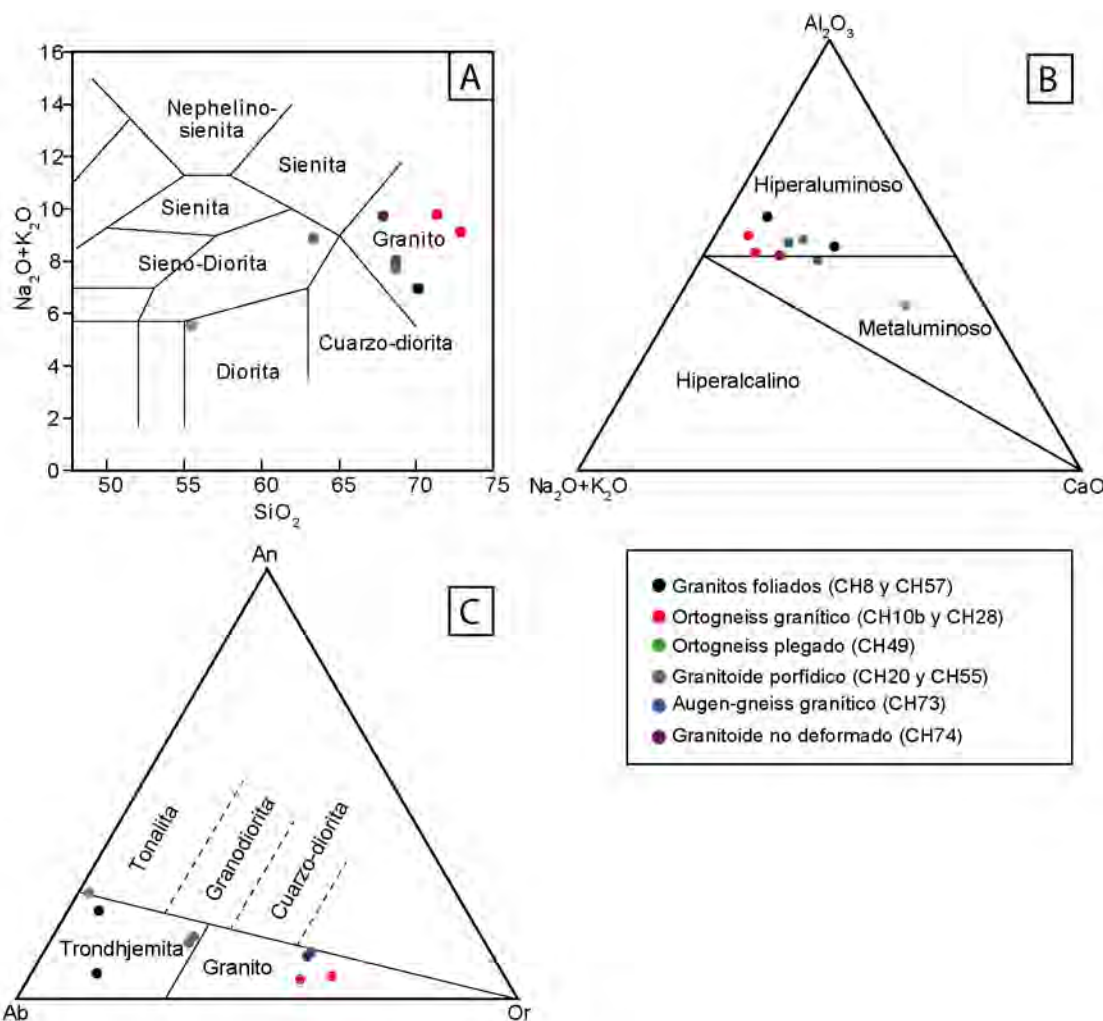 A
16
14
12
10
8
6
4
2
0
Na₂O+K₂O
Nephelino-
sienita
Sienita
Sienita
Granito
Sieno-Diorita
Cuarzo-diorita
Diorita
50
55
60
65
70
75
SiO₂
Al₂O₃
B
Hiperaluminoso
Metaluminoso
Hiperalcalino
Na₂O+K₂O
CaO
An
C
Tonalita
Granodiorita
Cuarzo-diorita
Trondhjemita
Granito
Ab
Or
Granitos foliados (CH8 y CH57)
Ortogneiss granítico (CH10b y CH28)
Ortogneiss plegado (CH49)
Granitoide porfídico (CH20 y CH55)
Augen-gneiss granítico (CH73)
Granitoide no deformado (CH74)